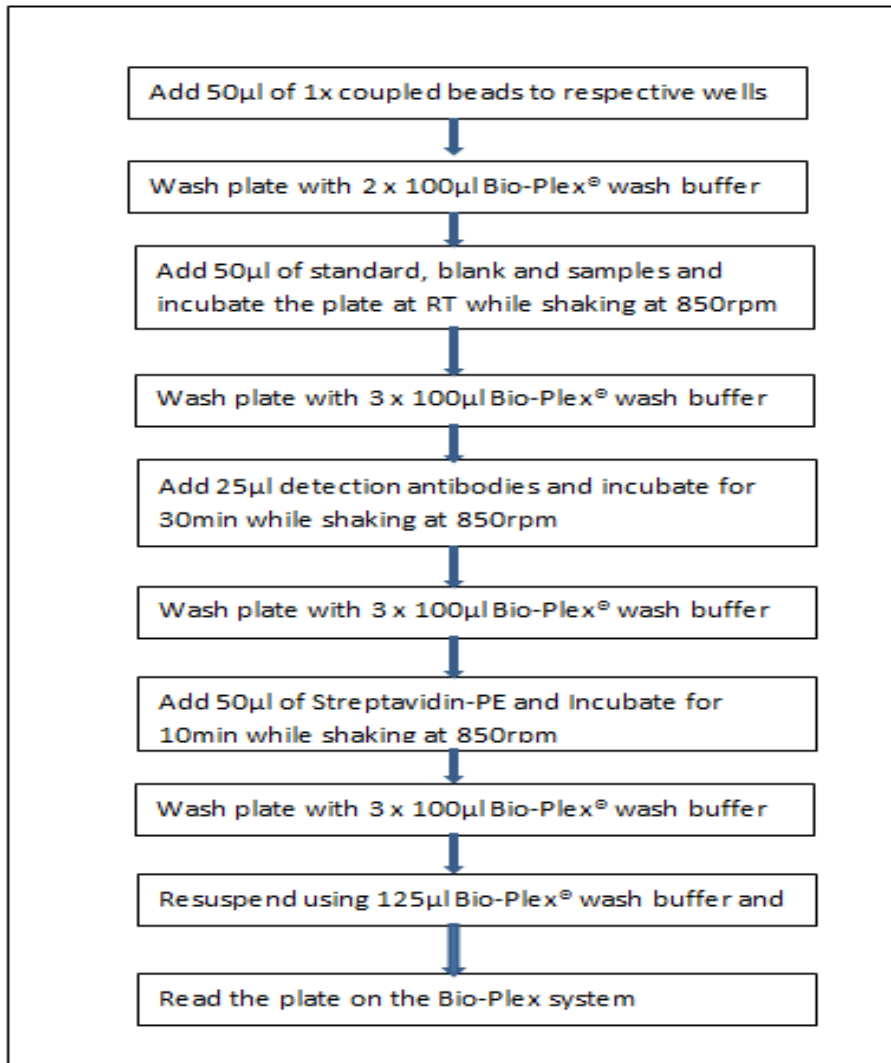 Add 50µl of 1x coupled beads to respective wells
Wash plate with 2 x 100µl Bio-Plex® wash buffer
Add 50µl of standard, blank and samples and
incubate the plate at RT while shaking at 850rpm
Wash plate with 3 x 100µl Bio-Plex® wash buffer
Add 25µl detection antibodies and incubate for
30min while shaking at 850rpm
Wash plate with 3 x 100µl Bio-Plex® wash buffer
Add 50µl of Streptavidin-PE and Incubate for
10min while shaking at 850rpm
Wash plate with 3 x 100µl Bio-Plex® wash buffer
Resuspend using 125µl Bio-Plex® wash buffer and
Read the plate on the Bio-Plex system